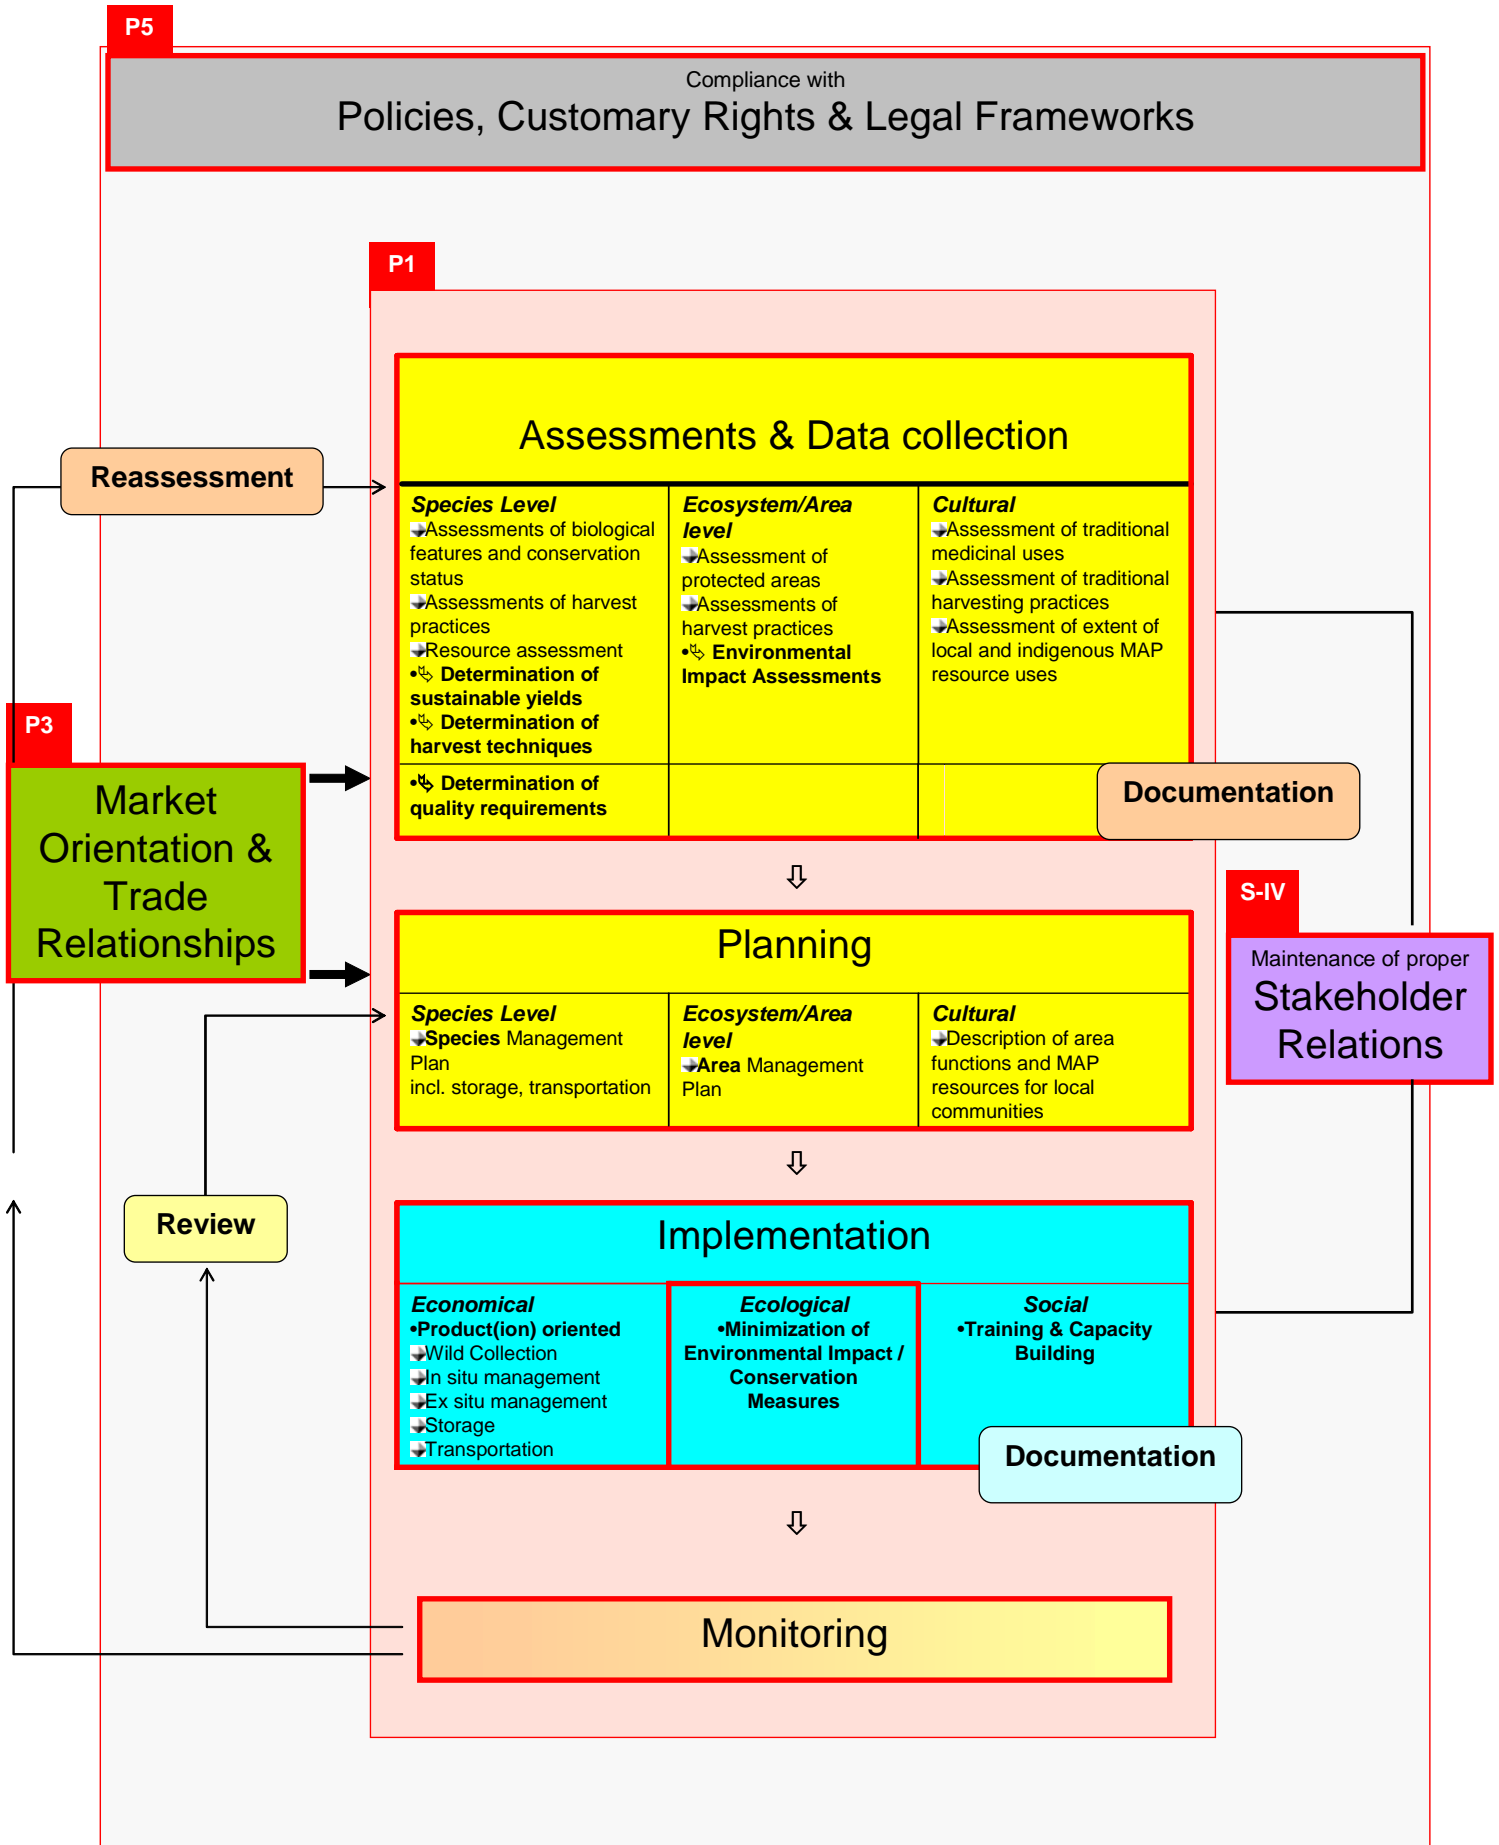 P5
Compliance with
Policies, Customary Rights & Legal Frameworks
P1
Assessments & Data collection
Reassessment
Species Level
Assessments of biological
features and conservation
status
Assessments of harvest
practices
Resource assessment
•Determination of
sustainable yields
•Determination of
harvest techniques
•Determination of
quality requirements
Ecosystem/Area
level
Assessment of
protected areas
Assessments of
harvest practices
•Environmental
Impact Assessments
Cultural
Assessment of traditional
medicinal uses
Assessment of traditional
harvesting practices
Assessment of extent of
local and indigenous MAP
resource uses
Documentation
P3
Market
Orientation &
Trade
Relationships
S-IV
Maintenance of proper
Stakeholder
Relations
Planning
Species Level
Species Management
Plan
incl. storage, transportation
Ecosystem/Area
level
Area Management
Plan
Cultural
Description of area
functions and MAP
resources for local
communities
Review
Implementation
Economical
•Product(ion) oriented
Wild Collection
In situ management
Ex situ management
Storage
Transportation
Ecological
•Minimization of
Environmental Impact /
Conservation
Measures
Social
•Training & Capacity
Building
Documentation
Monitoring